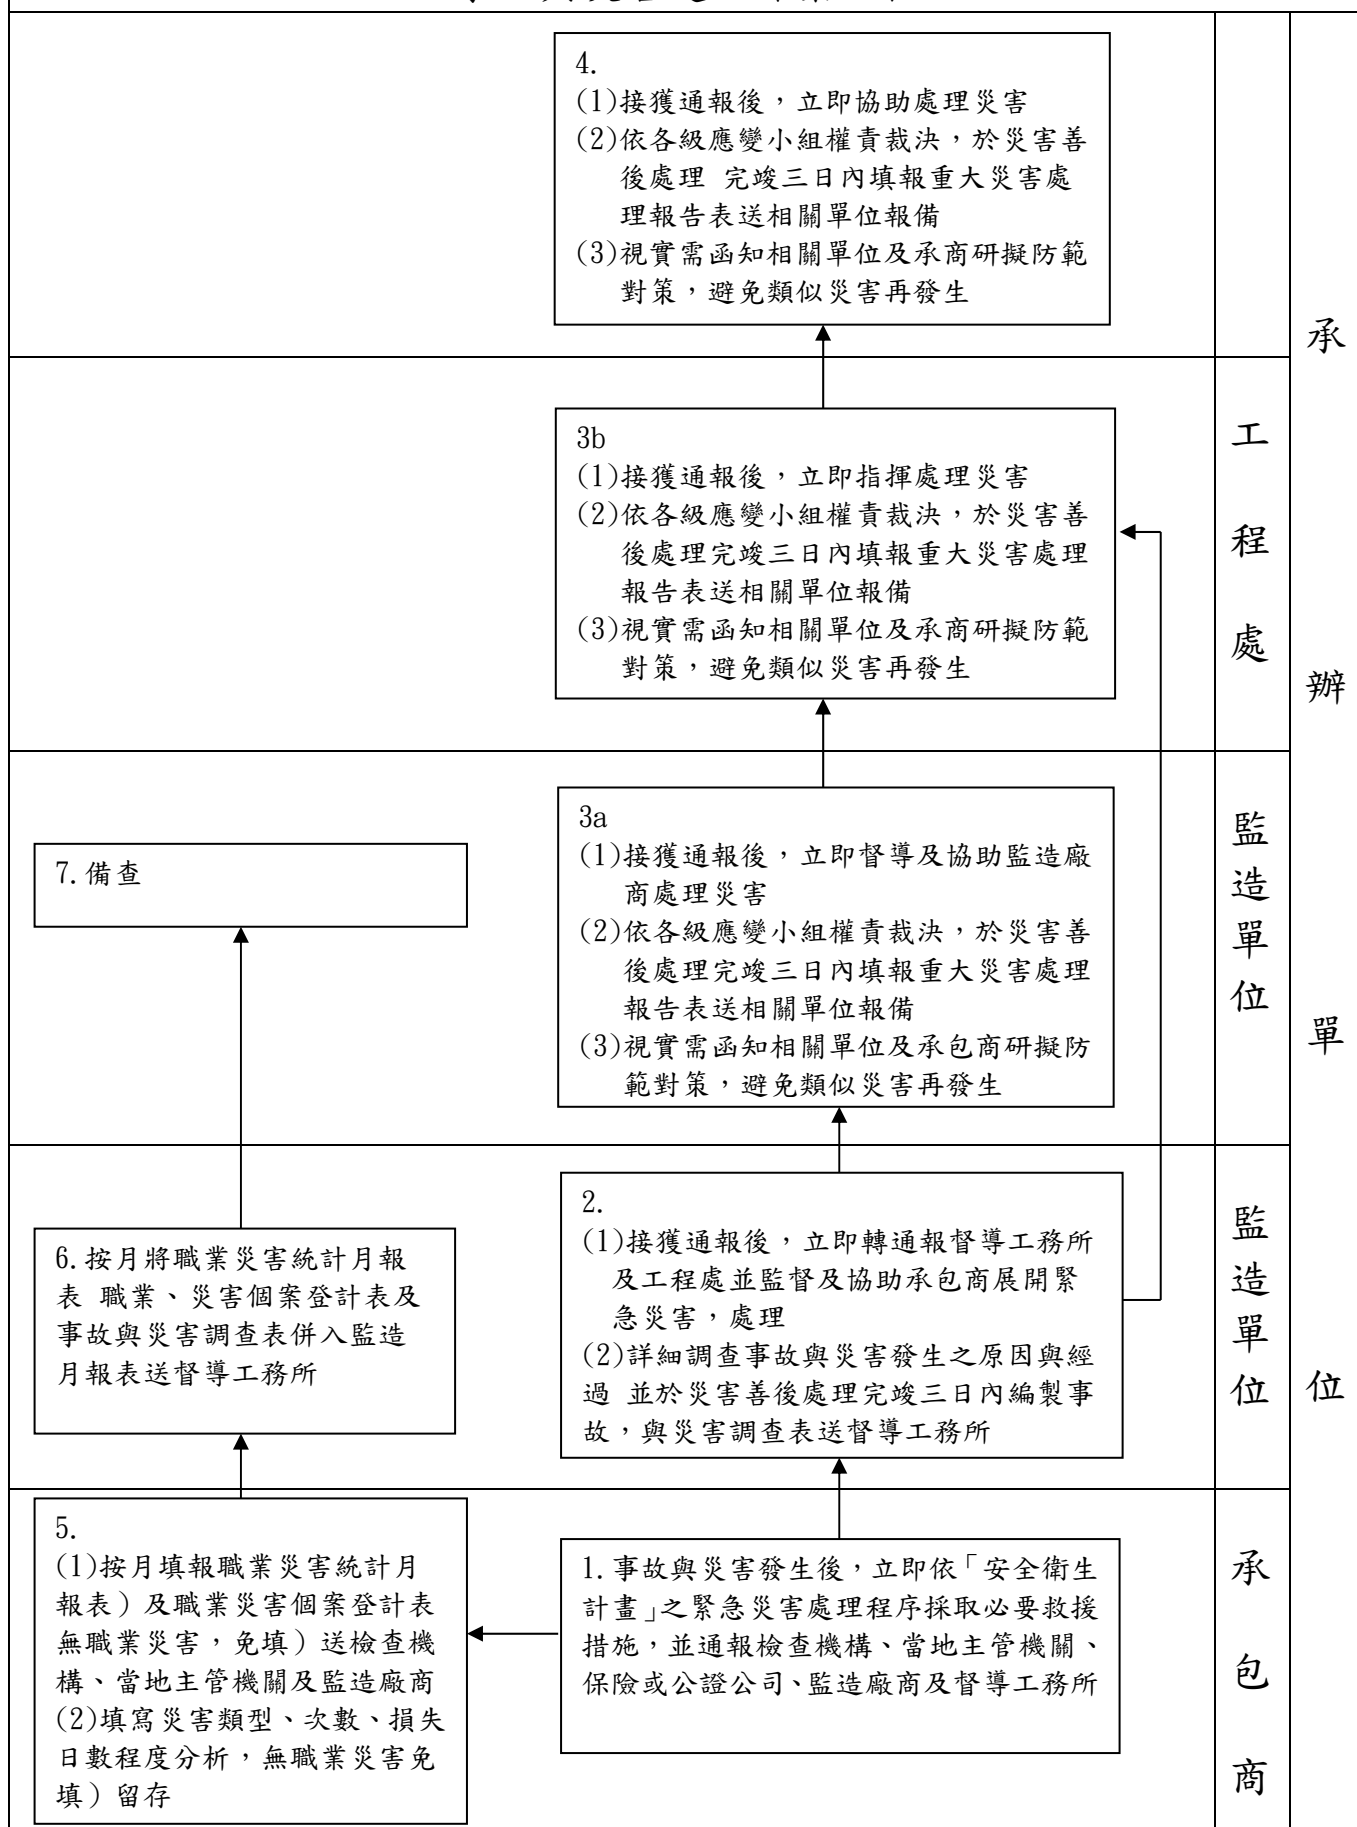 4.
(1)接獲通報後，立即協助處理災害
(2)依各級應變小組權責裁決，於災害善
後處理 完竣三日內填報重大災害處
理報告表送相關單位報備
(3)視實需函知相關單位及承商研擬防範
對策，避免類似災害再發生
3b
(1)接獲通報後，立即指揮處理災害
(2)依各級應變小組權責裁決，於災害善
後處理完竣三日內填報重大災害處理
報告表送相關單位報備
(3)視實需函知相關單位及承商研擬防範
對策，避免類似災害再發生
工程處
3a
(1)接獲通報後，立即督導及協助監造廠
商處理災害
(2)依各級應變小組權責裁決，於災害善
後處理完竣三日內填報重大災害處理
報告表送相關單位報備
(3)視實需函知相關單位及承包商研擬防
範對策，避免類似災害再發生
7.備查
監造單位
2.
(1)接獲通報後，立即轉通報督導工務所
及工程處並監督及協助承包商展開緊
急災害，處理
(2)詳細調查事故與災害發生之原因與經
過 並於災害善後處理完竣三日內編製事
故，與災害調查表送督導工務所
6.按月將職業災害統計月報
表 職業、災害個案登計表及
事故與災害調查表併入監造
月報表送督導工務所
監造單位
5.
(1)按月填報職業災害統計月
報表）及職業災害個案登計表
無職業災害，免填）送檢查機
構、當地主管機關及監造廠商
(2)填寫災害類型、次數、損失
日數程度分析，無職業災害免
填）留存
1.事故與災害發生後，立即依「安全衛生
計畫」之緊急災害處理程序採取必要救援
措施，並通報檢查機構、當地主管機關、
保險或公證公司、監造廠商及督導工務所
承包商
承辦單位